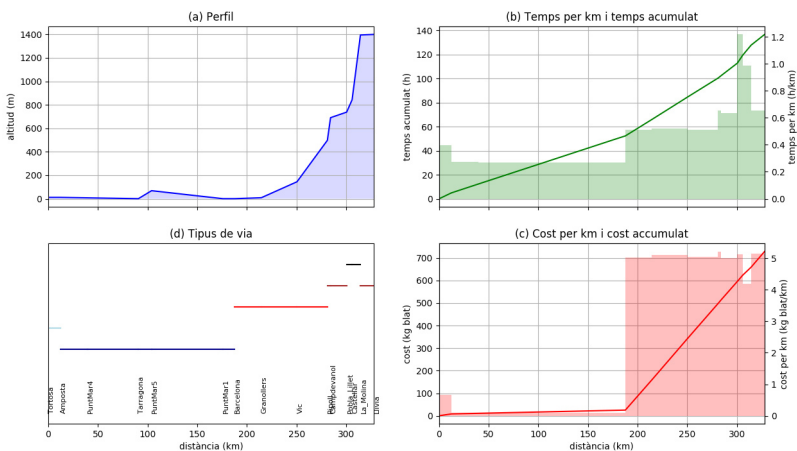 (a) Perfil
altitud (m)
1400
1200
1000
800
600
400
200
0
0
50
100
150
200
250
300
(b) Temps per km i temps acumulat
temps acumulat (h)
140
120
100
80
60
40
20
0
1.2
1.0
0.8
0.6
0.4
0.2
0.0
temps per km (h/km)
0
50
100
150
200
250
300
(d) Tipus de via
Tortosa
Amposta
PuntMar4
Tarragona
PuntMar5
PuntMar1
Barcelona
Granollers
Vic
Ripoll
Campdevanol
Castellar
La_Molina
Llivia
0
50
100
150
200
250
300
distància (km)
(c) Cost per km i cost accumulat
cost (kg blat)
700
600
500
400
300
200
100
0
5
4
3
2
1
0
cost per km (kg blat/km)
0
50
100
150
200
250
300
distància (km)